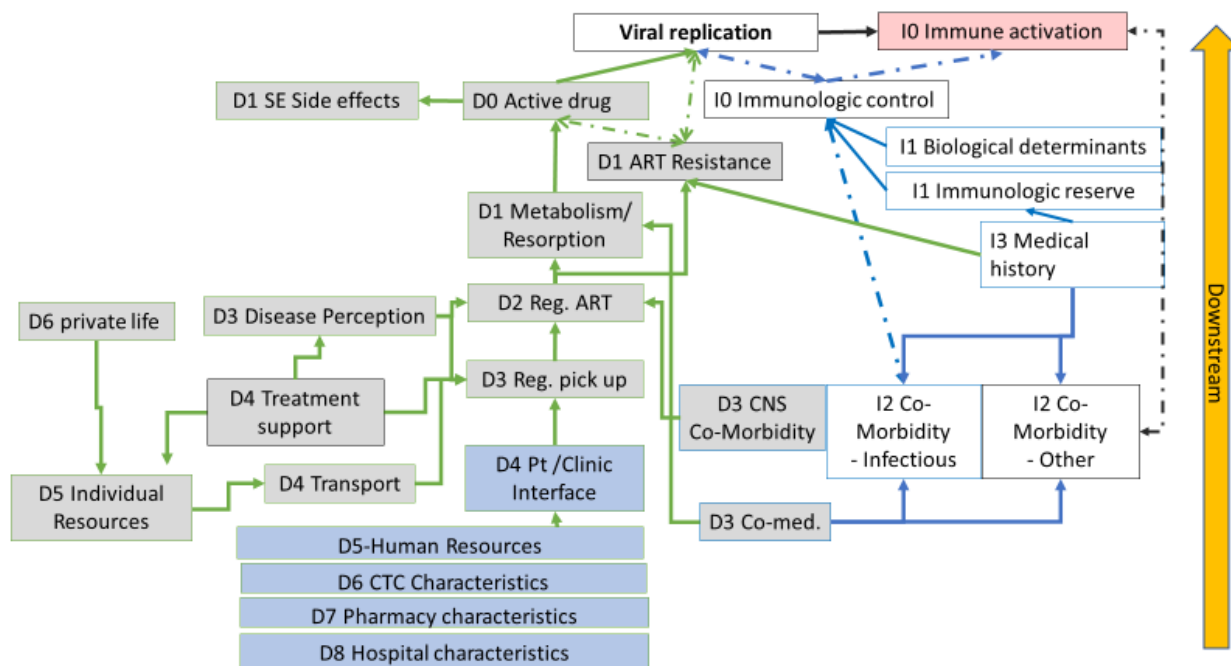 Viral replication
I0 Immune activation
D1 SE Side effects
D0 Active drug
I0 Immunologic control
D1 ART Resistance
I1 Biological determinants
I1 Immunologic reserve
D1 Metabolism/
Resorption
I3 Medical
history
D6 private life
D3 Disease Perception
D2 Reg. ART
Downstream
D3 Reg. pick up
D4 Treatment
support
D3 CNS
Co-Morbidity
I2 Co-
Morbidity
- Infectious
I2 Co-
Morbidity
- Other
D5 Individual
Resources
D4 Transport
D4 Pt /Clinic
Interface
D3 Co-med.
D5-Human Resources
D6 CTC Characteristics
D7 Pharmacy characteristics
D8 Hospital characteristics